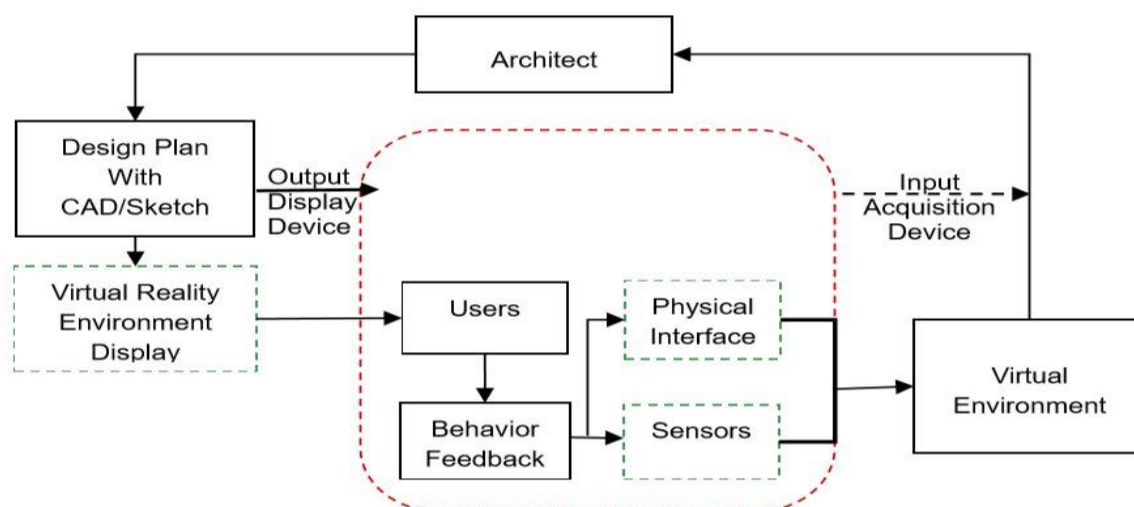 Architect
Design Plan
With
CAD/Sketch
Output
Display
Device
Input
Acquisition
Device
Virtual Reality
Environment
Display
Users
Physical
Interface
Behavior
Feedback
Sensors
Virtual
Environment